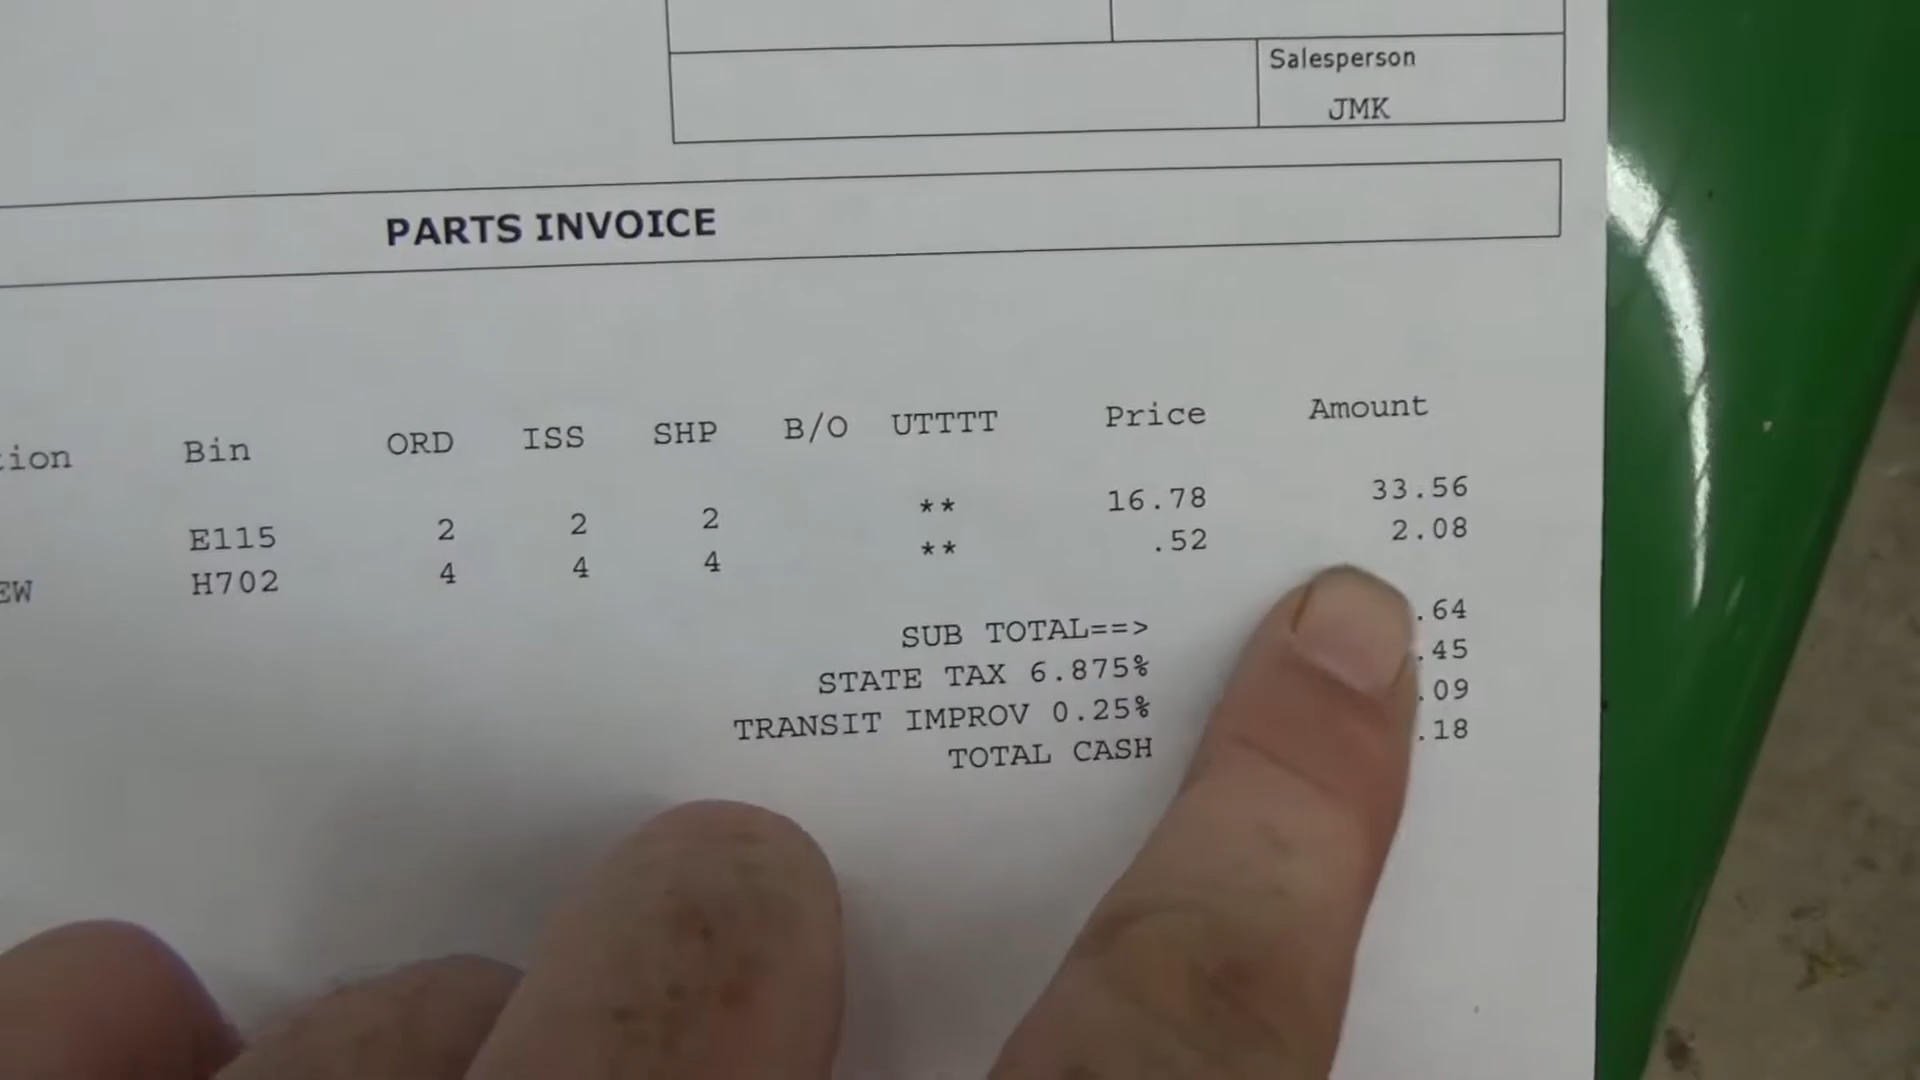 Salesperson
JMK
PARTS INVOICE
tion Bin ORD ISS SHP B/O UTTTT Price Amount
E115 2 2 2 ** 16.78 33.56
EW H702 4 4 4 ** .52 2.08
SUB TOTAL==> .64
STATE TAX 6.875% .45
TRANSIT IMPROV 0.25% .09
TOTAL CASH .18